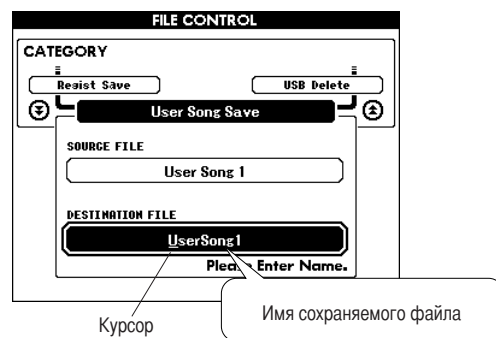 FILE CONTROL
CATEGORY
Regist Save USB Delete
User Song Save
SOURCE FILE
User Song 1
DESTINATION FILE
UserSong1
Please Enter Name.
Курсор
Имя сохраняемого файла